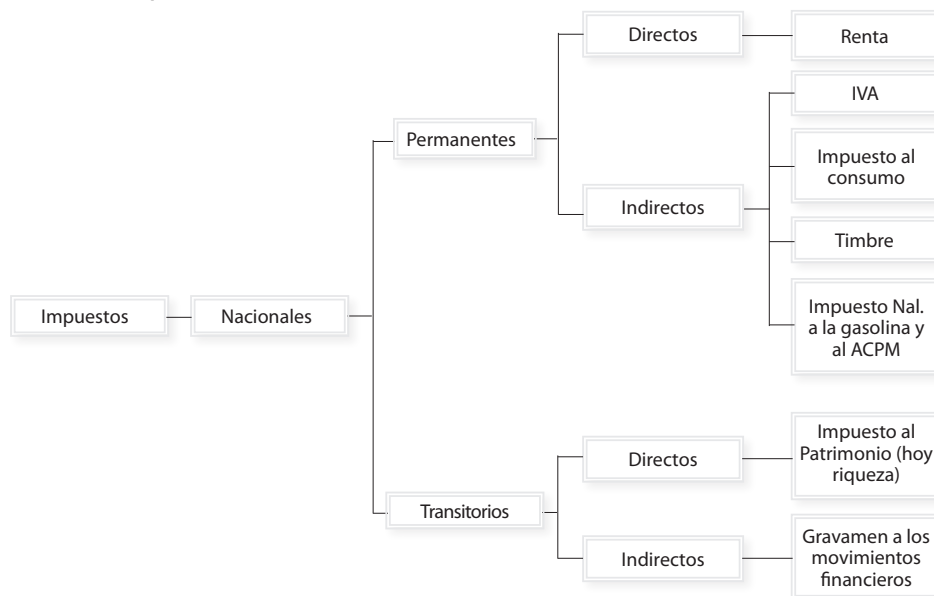 Directos
Renta
IVA
Permanentes
Impuesto al
consumo
Indirectos
Timbre
Impuestos
Nacionales
Impuesto Nal.
a la gasolina y
al ACPM
Impuesto al
Patrimonio (hoy
riqueza)
Directos
Transitorios
Gravamen a los
movimientos
financieros
Indirectos